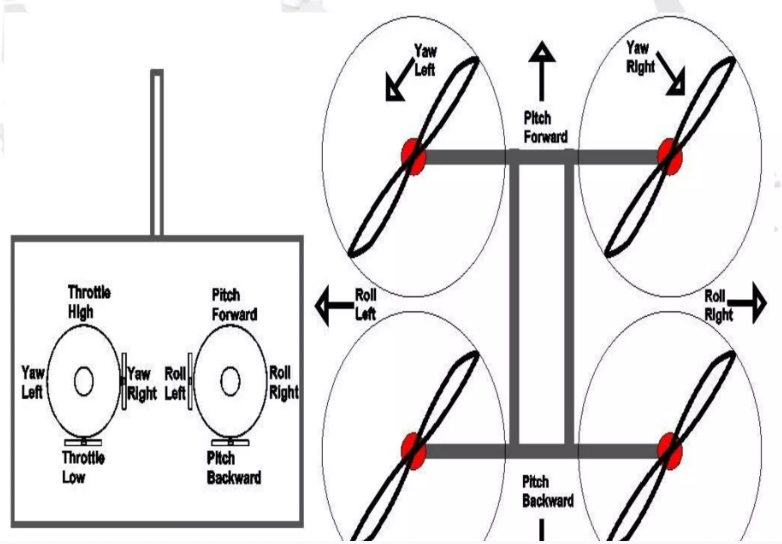 Yaw
Left
Yaw
Right
Pitch
Forward
Throttle
High
Pitch
Forward
Roll
Left
Roll
Right
Yaw
Left
Yaw
Right
Roll
Left
Roll
Right
Throttle
Low
Pitch
Backward
Pitch
Backward